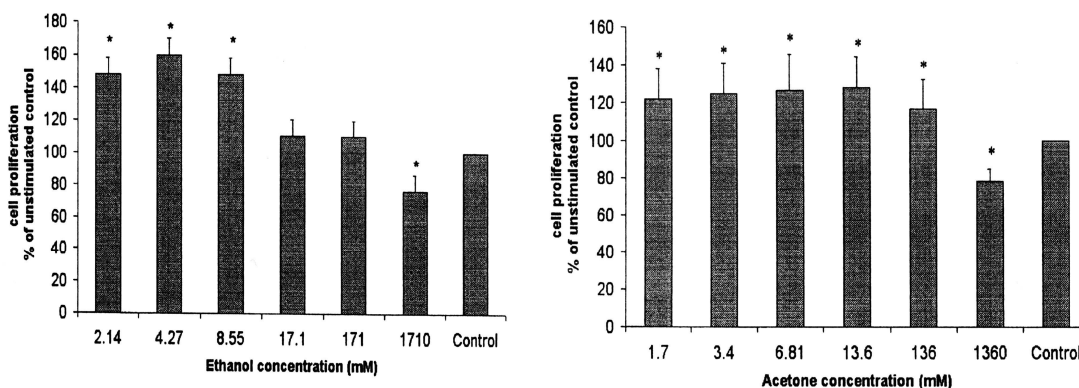 cell proliferation
% of unstimulated control
180
160
140
120
100
80
60
40
20
0
* * * *
2.14 4.27 8.55 17.1 171 1710 Control
Ethanol concentration (mM)
cell proliferation
% of unstimulated control
160
140
120
100
80
60
40
20
0
* * * * * *
1.7 3.4 6.81 13.6 136 1360 Control
Acetone concentration (mM)